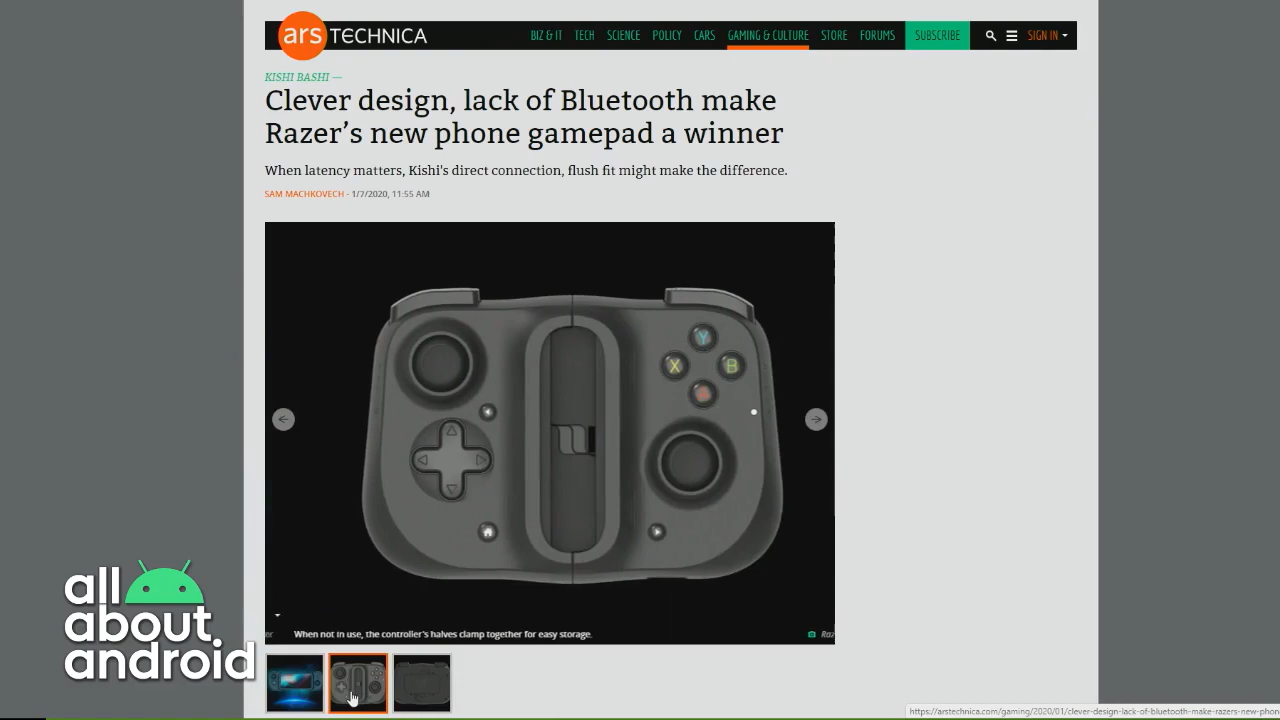 ars TECHNICA
BIZ & IT TECH SCIENCE POLICY CARS GAMING & CULTURE STORE FORUMS SUBSCRIBE SIGN IN
KISHI BASHI —
Clever design, lack of Bluetooth make
Razer’s new phone gamepad a winner
When latency matters, Kishi's direct connection, flush fit might make the difference.
SAM MACHKOVECH - 1/7/2020, 11:55 AM
Y
X B
er When not in use, the controller's halves clamp together for easy storage. Raz
all
about
android
https://arstechnica.com/gaming/2020/01/clever-design-lack-of-bluetooth-make-razers-new-phon